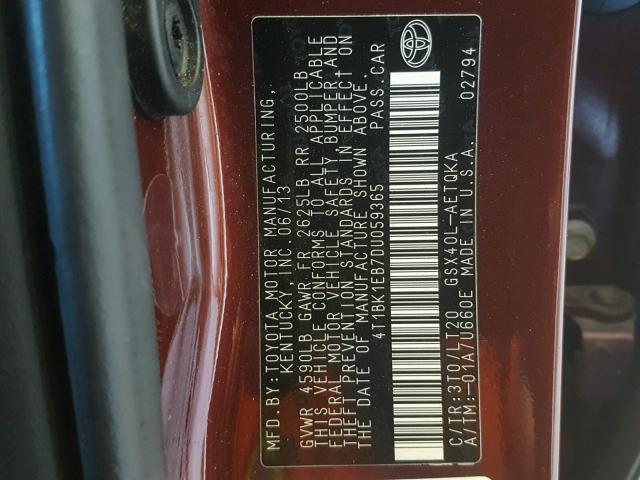 MFD. BY: TOYOTA MOTOR MANUFACTURING,
KENTUCKY, INC. 06/13
GVWR 4590LB GAWR FR 2625LB RR 2500LB
THIS VEHICLE CONFORMS TO ALL APPLICABLE
FEDERAL MOTOR VEHICLE SAFETY, BUMPER, AND
THEFT PREVENTION STANDARDS IN EFFECT ON
THE DATE OF MANUFACTURE SHOWN ABOVE.
4T1BK1EB7DU059365 PASS. CAR
C/TR: 3T0/LT20 GSX40L-AETQKA
A/TM: -01A/U660E MADE IN U.S.A. 02794